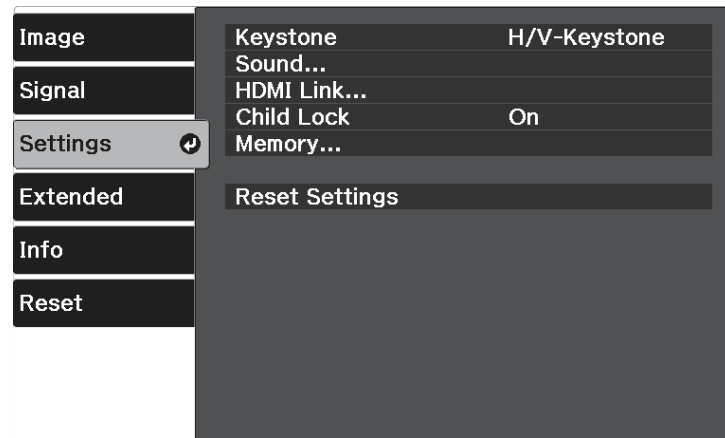 Image
Signal
Settings
Extended
Info
Reset
Keystone H/V-Keystone
Sound...
HDMI Link...
Child Lock On
Memory...
Reset Settings